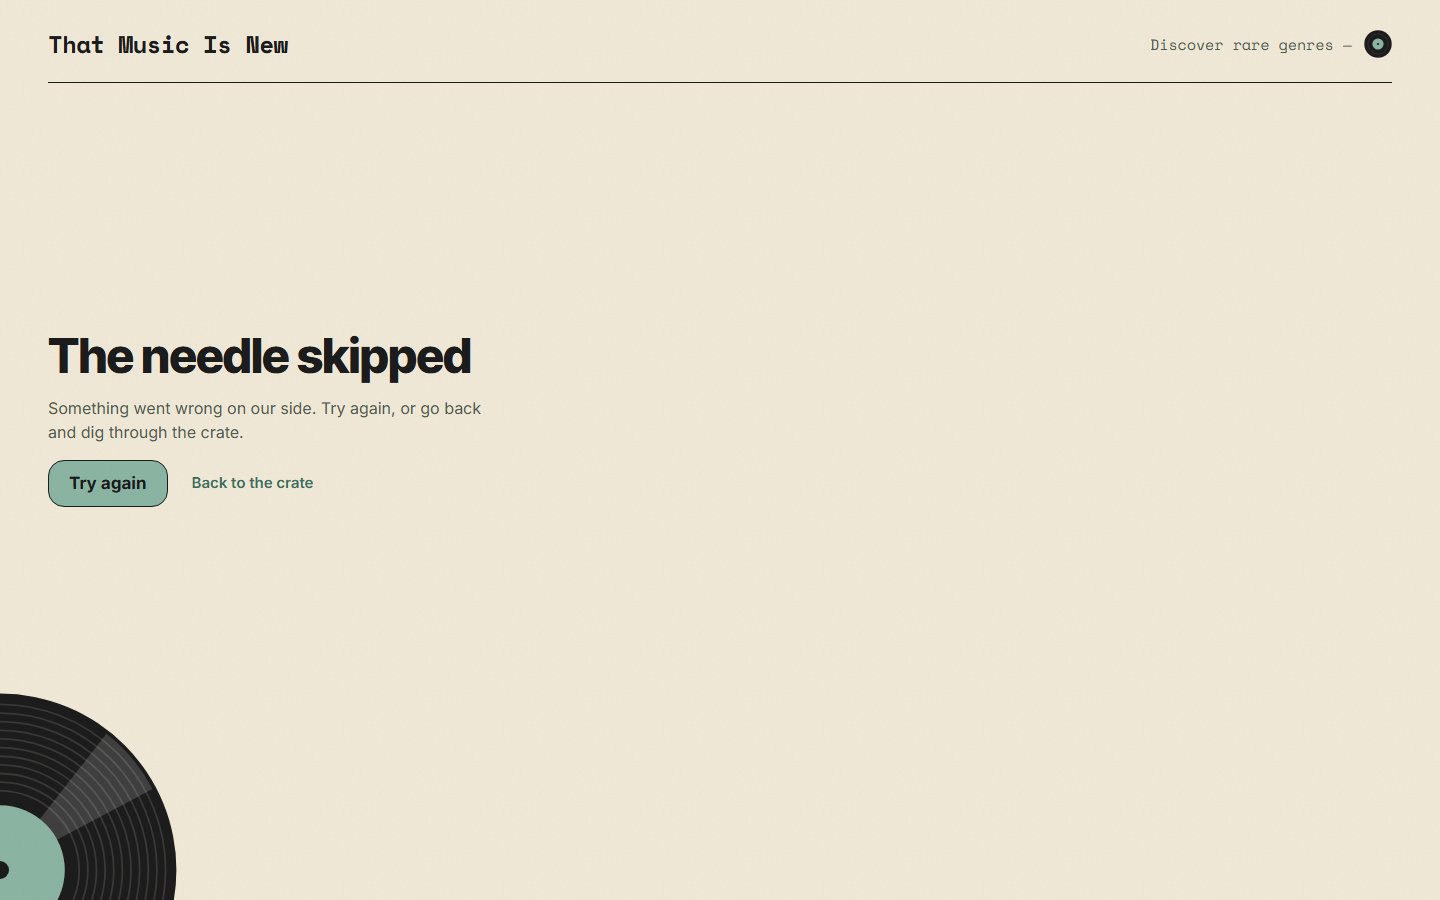 That Music Is New
Discover rare genres —
The needle skipped
Something went wrong on our side. Try again, or go back
and dig through the crate.
Try again
Back to the crate